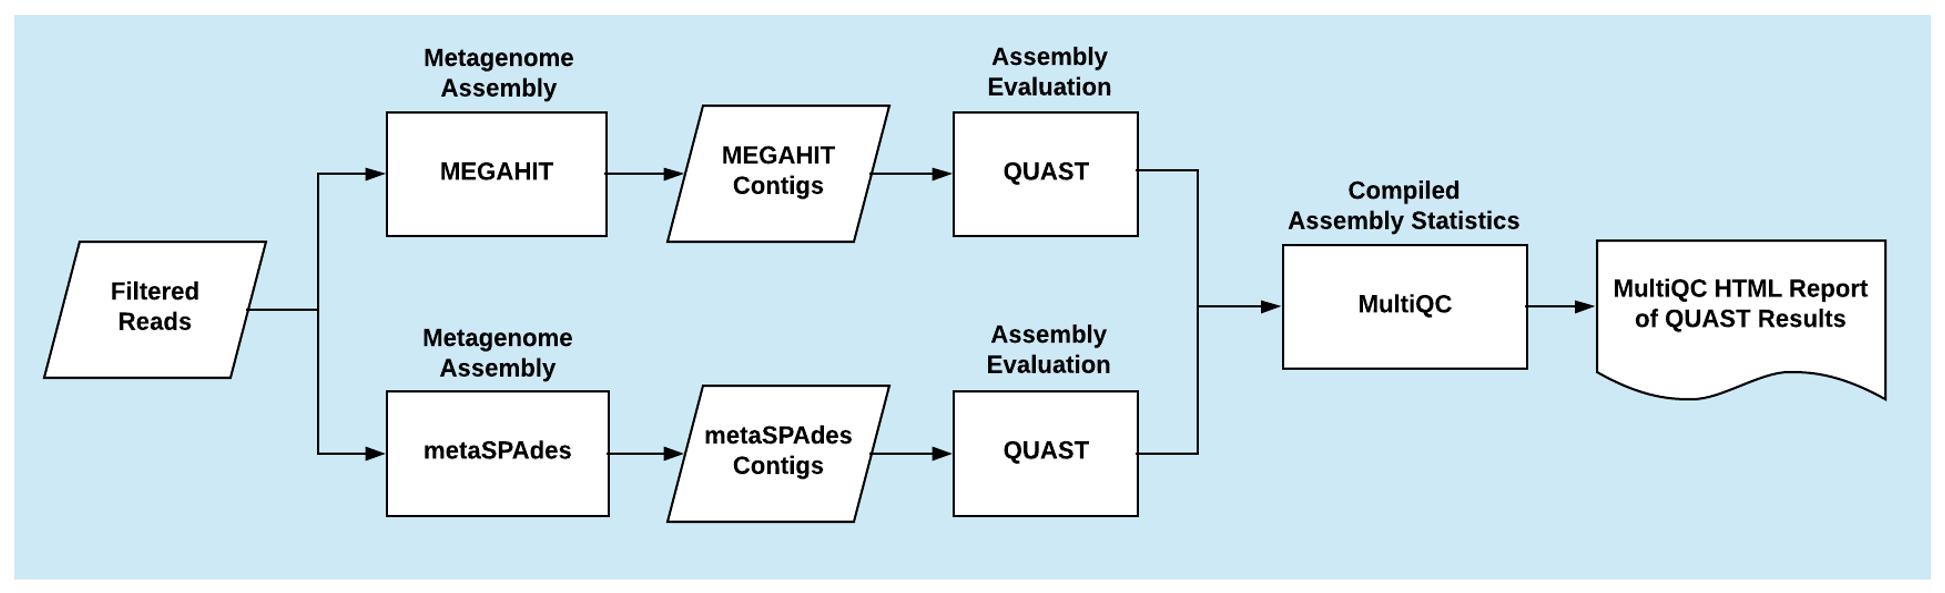 Filtered
Reads
Metagenome
Assembly
MEGAHIT
MEGAHIT
Contigs
Assembly
Evaluation
QUAST
Metagenome
Assembly
metaSPAdes
metaSPAdes
Contigs
Assembly
Evaluation
QUAST
Compiled
Assembly Statistics
MultiQC
MultiQC HTML Report
of QUAST Results